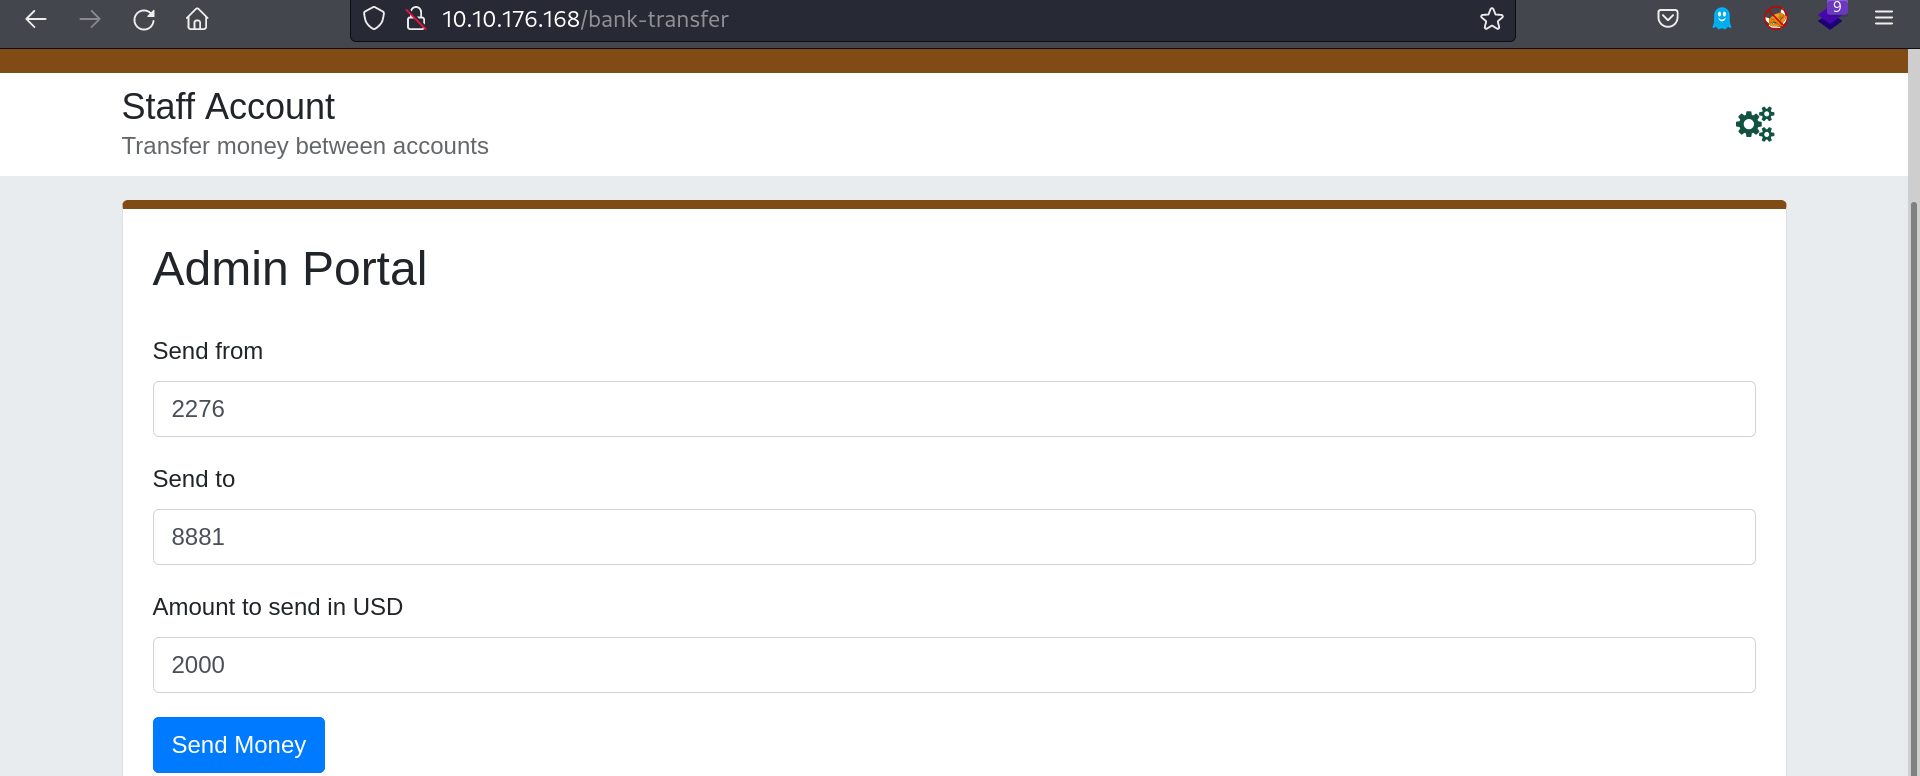 10.10.176.168/bank-transfer
9
Staff Account
Transfer money between accounts
Admin Portal
Send from
2276
Send to
8881
Amount to send in USD
2000
Send Money